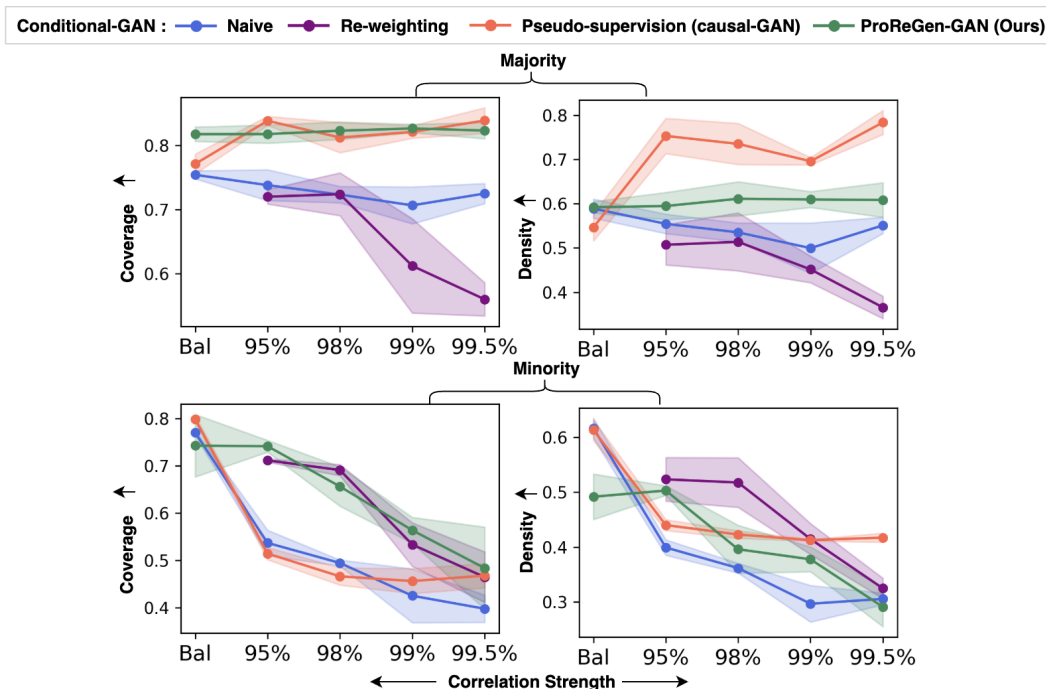 Conditional-GAN : Naive Re-weighting Pseudo-supervision (causal-GAN) ProReGen-GAN (Ours)
Majority
Coverage
0.8
0.7
0.6
Bal 95% 98% 99% 99.5%
Density
0.8
0.7
0.6
0.5
0.4
Bal 95% 98% 99% 99.5%
Minority
Coverage
0.8
0.7
0.6
0.5
0.4
Bal 95% 98% 99% 99.5%
Density
0.6
0.5
0.4
0.3
Bal 95% 98% 99% 99.5%
Correlation Strength